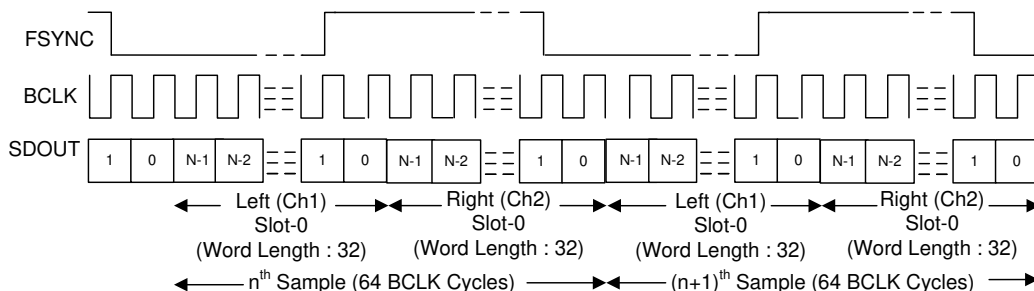 FSYNC
BCLK
SDOUT
1 0 N-1 N-2 1 0 N-1 N-2 1 0 N-1 N-2 1 0 N-1 N-2 1 0
Left (Ch1) Right (Ch2) Left (Ch1) Right (Ch2)
Slot-0 Slot-0 Slot-0 Slot-0
(Word Length : 32) (Word Length : 32) (Word Length : 32) (Word Length : 32)
nth Sample (64 BCLK Cycles) (n+1)th Sample (64 BCLK Cycles)